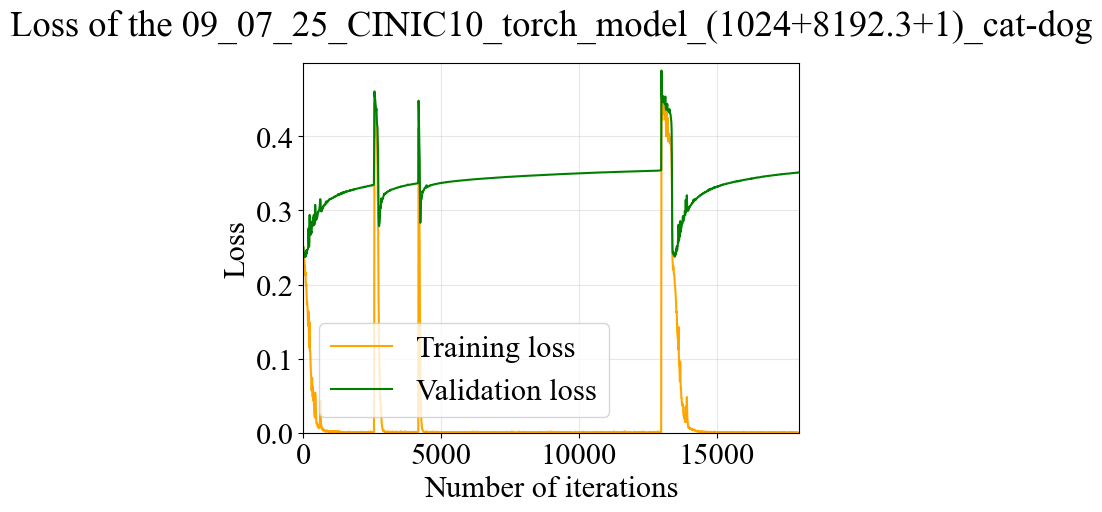 Loss of the 09_07_25_CINIC10_torch_model_(1024+8192.3+1)_cat-dog
Loss
0.4
0.3
0.2
0.1
0.0
Training loss
Validation loss
0 5000 10000 15000
Number of iterations